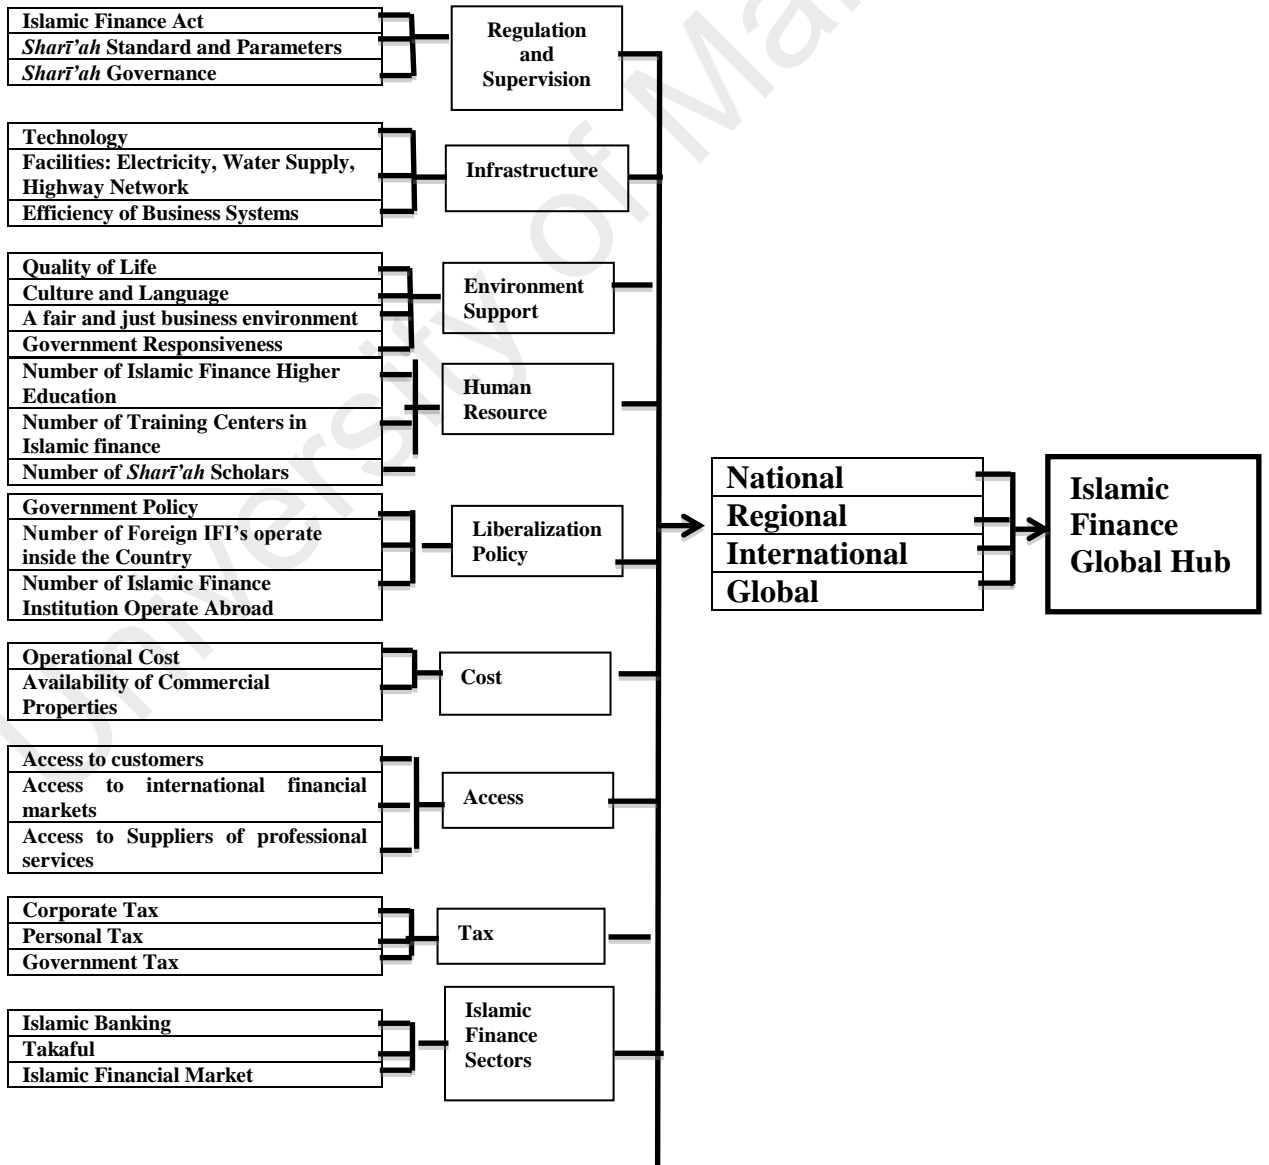 Islamic Finance Act
Sharī’ah Standard and Parameters
Sharī’ah Governance
Regulation
and
Supervision
Technology
Facilities: Electricity, Water Supply,
Highway Network
Efficiency of Business Systems
Infrastructure
Quality of Life
Culture and Language
A fair and just business environment
Government Responsiveness
Environment
Support
Number of Islamic Finance Higher
Education
Number of Training Centers in
Islamic finance
Number of Sharī’ah Scholars
Human
Resource
Government Policy
Number of Foreign IFI’s operate
inside the Country
Number of Islamic Finance
Institution Operate Abroad
Liberalization
Policy
Operational Cost
Availability of Commercial
Properties
Cost
Access to customers
Access to international financial
markets
Access to Suppliers of professional
services
Access
Corporate Tax
Personal Tax
Government Tax
Tax
Islamic Banking
Takaful
Islamic Financial Market
Islamic
Finance
Sectors
National
Regional
International
Global
Islamic
Finance
Global Hub
University of